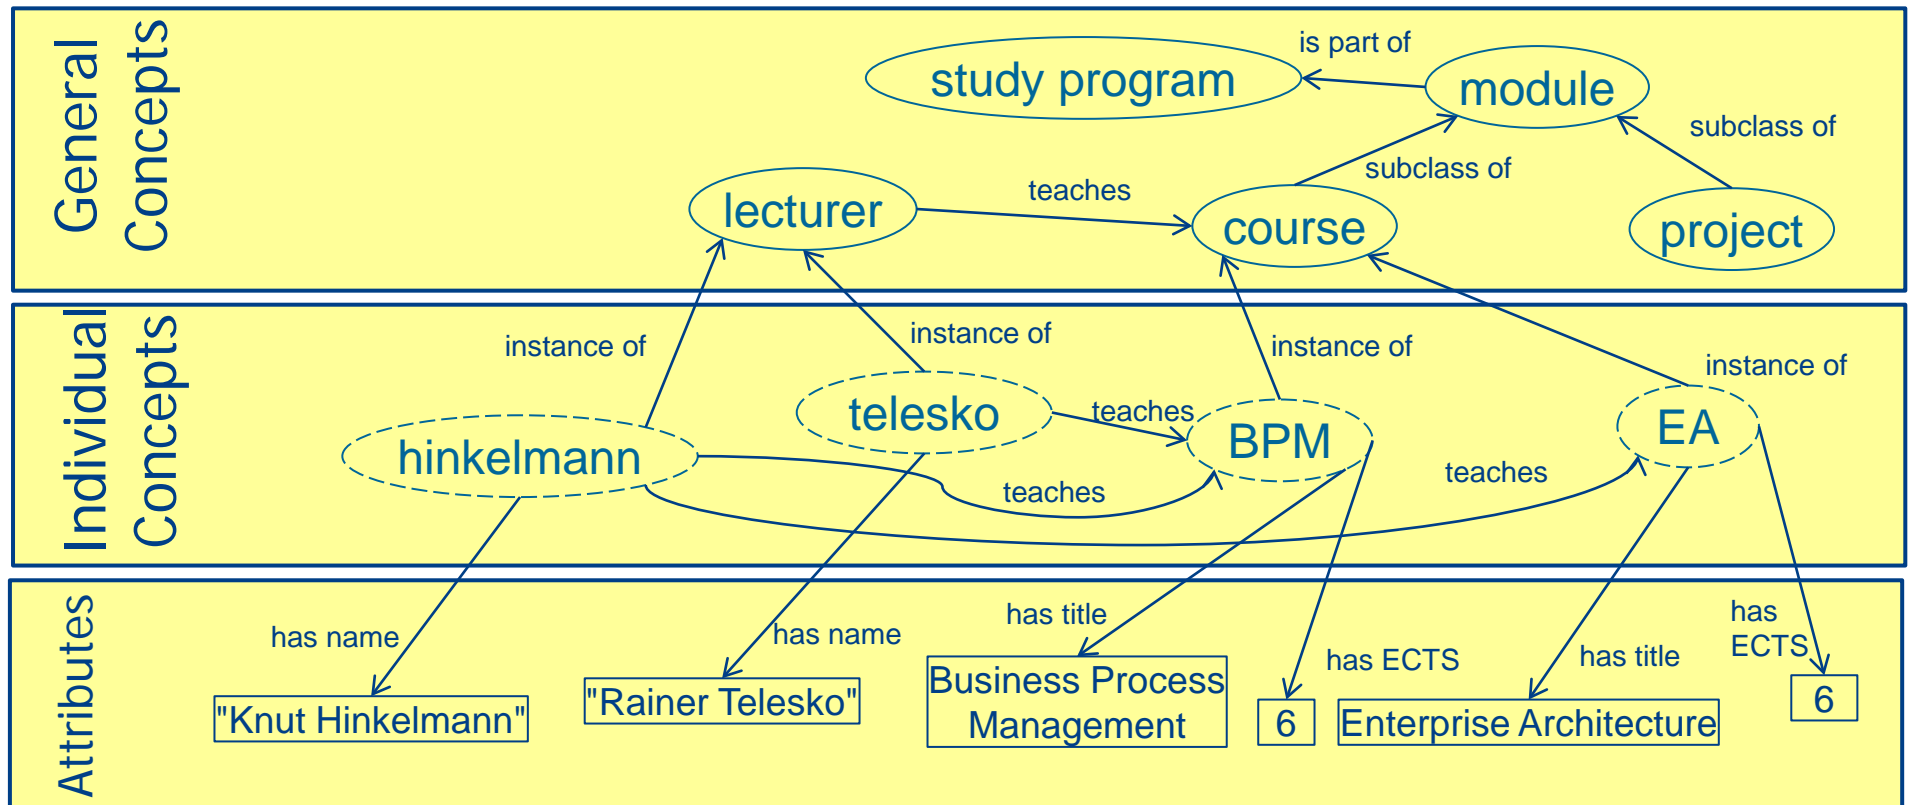 General
Concepts
is part of
study program
module
subclass of
subclass of
teaches
lecturer
course
project
Individual
Concepts
instance of
instance of
instance of
instance of
telesko
teaches
BPM
EA
hinkelmann
teaches
teaches
Attributes
has name
has name
has title
has ECTS
has title
has
ECTS
"Knut Hinkelmann"
"Rainer Telesko"
Business Process
Management
6
Enterprise Architecture
6